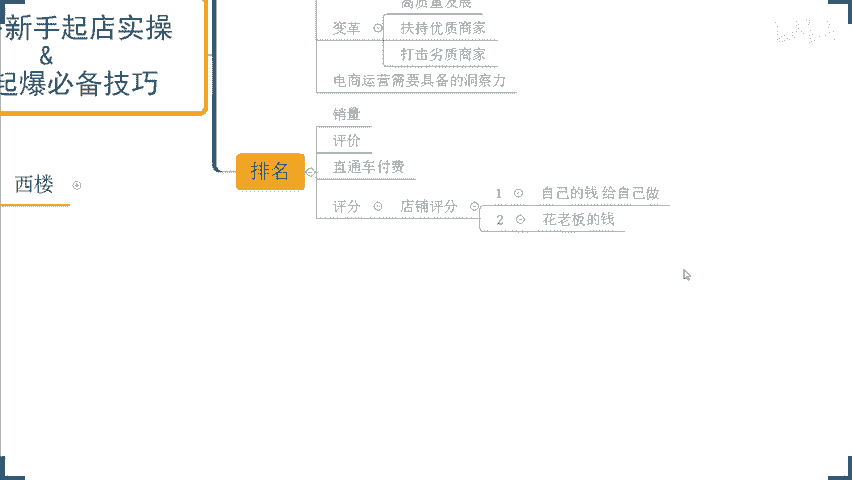 新手起店实操
&
起爆必备技巧
高质量发展
变革
扶持优质商家
打击劣质商家
电商运营需要具备的洞察力
排名
销量
评价
直通车付费
评分
店铺评分
1 自己的钱 给自己做
2 花老板的钱
西楼